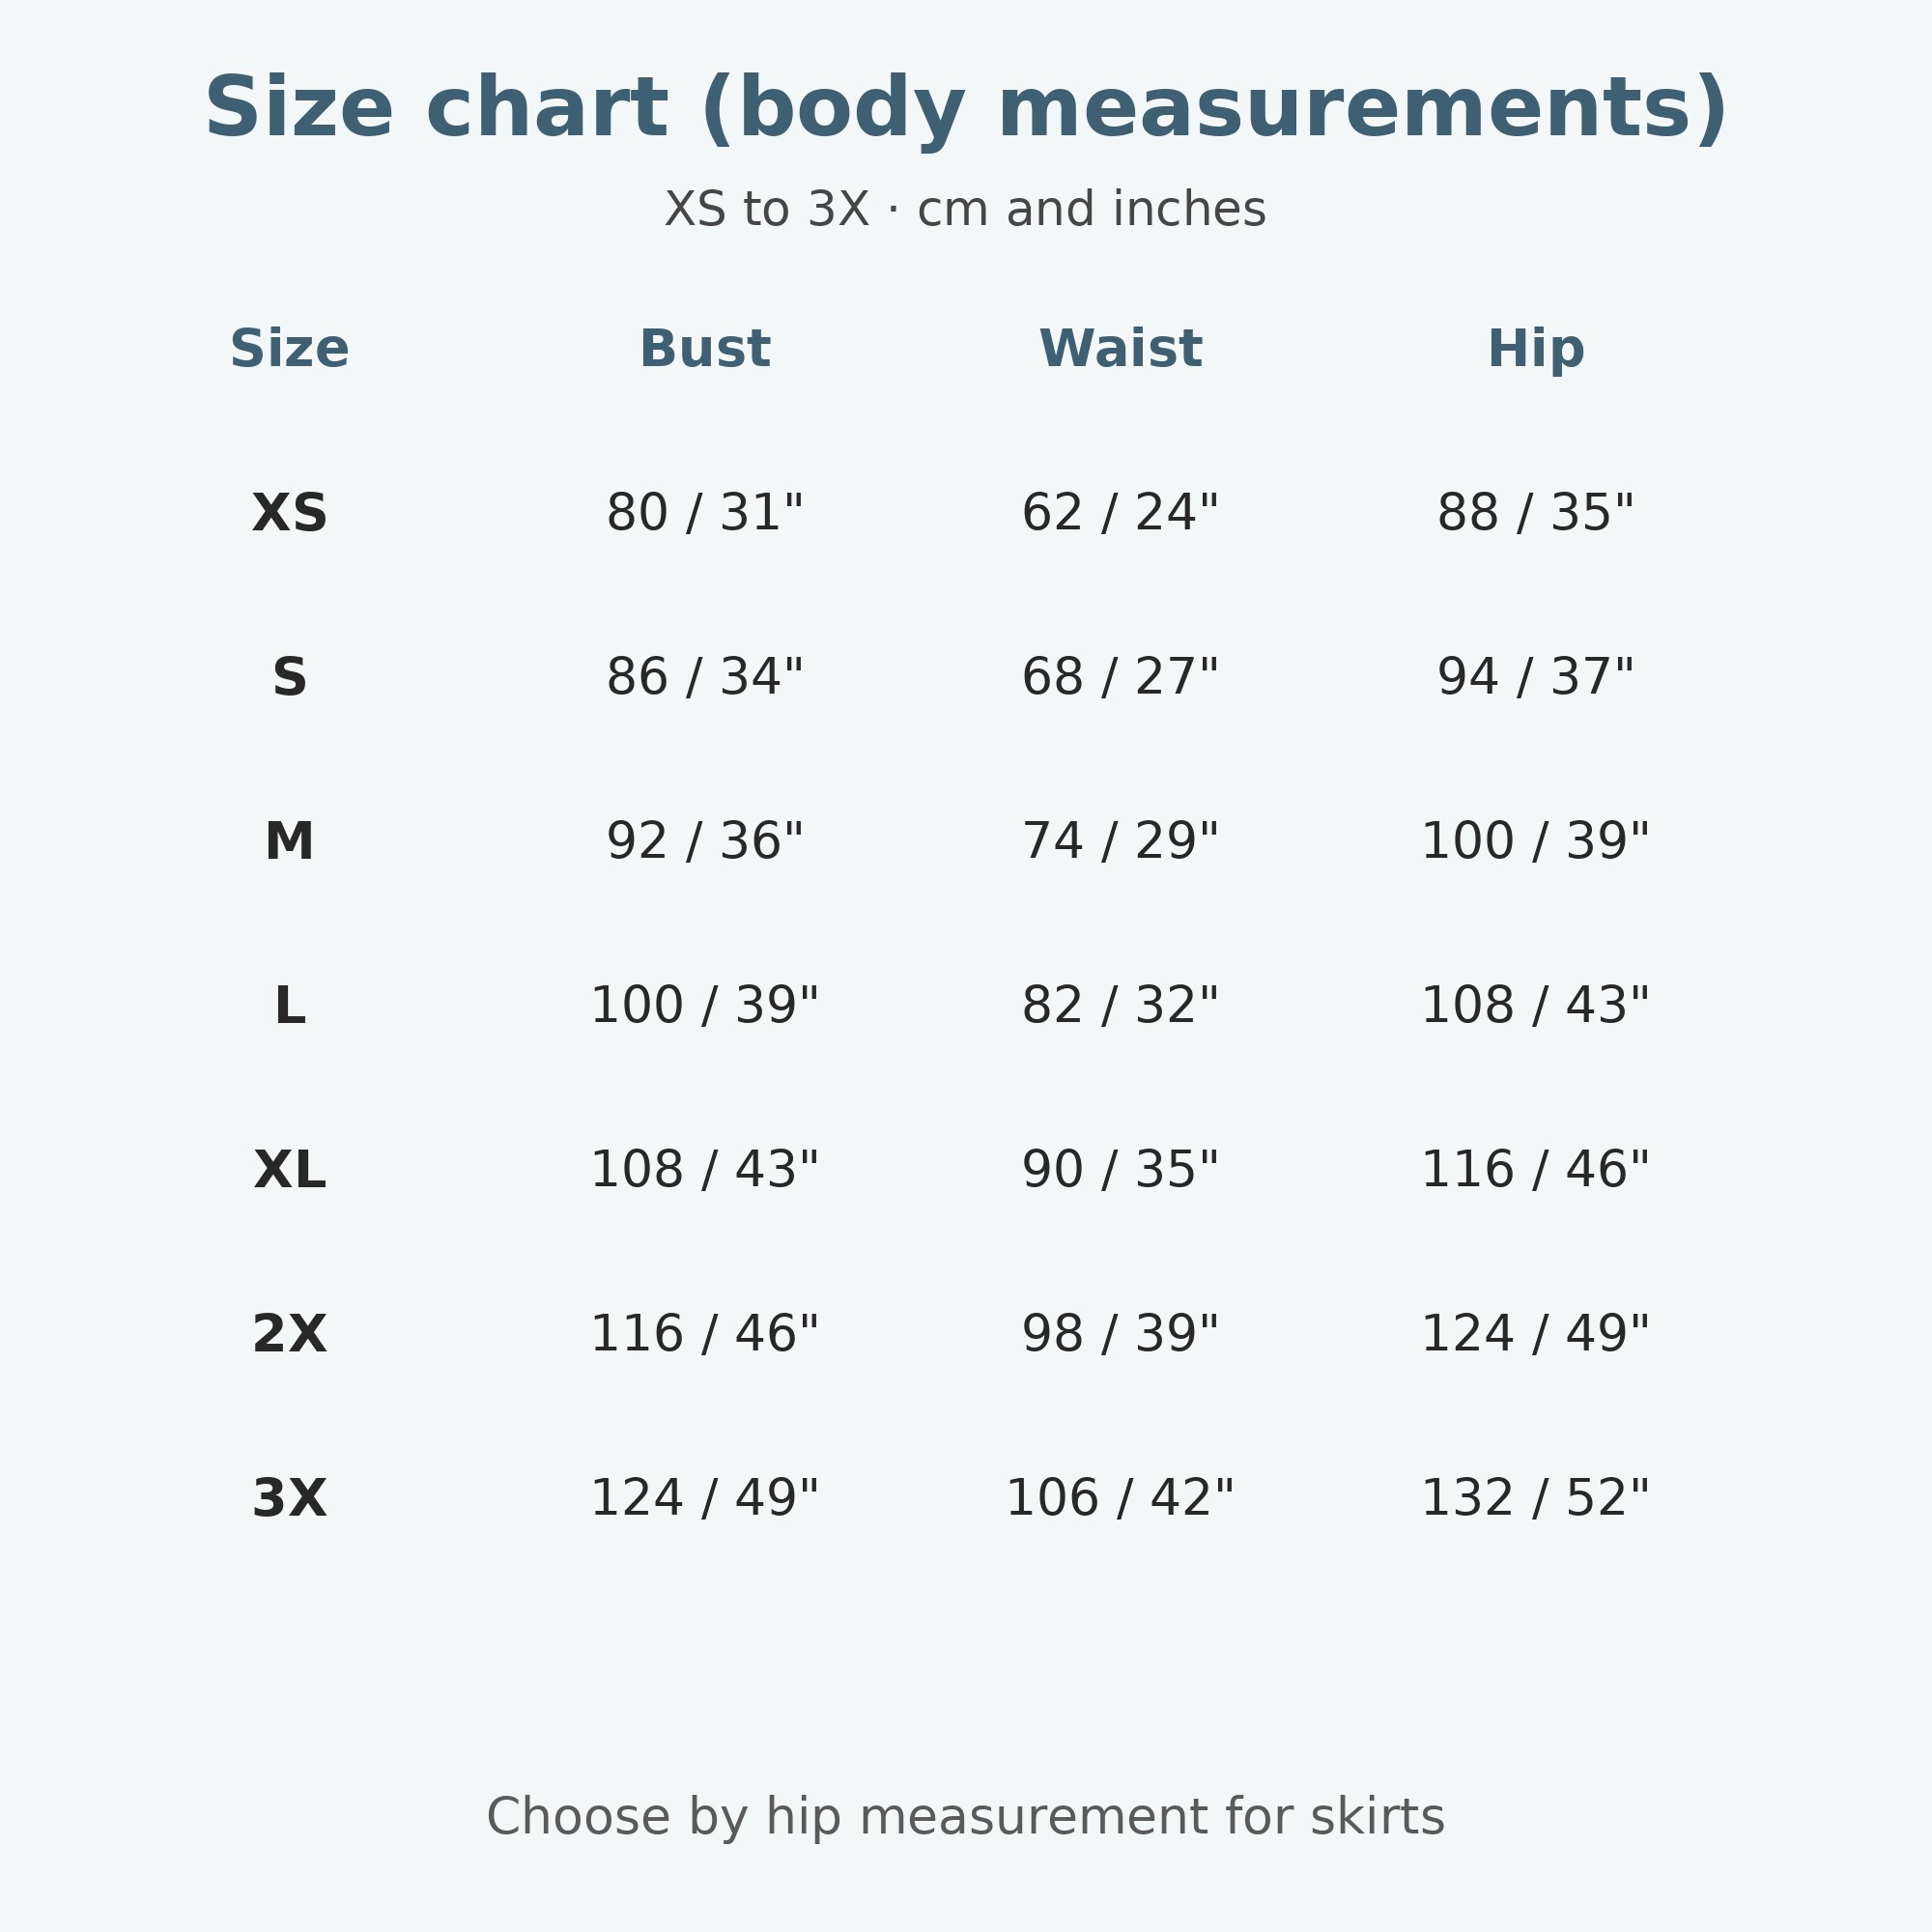 Size chart (body measurements)
XS to 3X · cm and inches
Size Bust Waist Hip
XS 80 / 31" 62 / 24" 88 / 35"
S 86 / 34" 68 / 27" 94 / 37"
M 92 / 36" 74 / 29" 100 / 39"
L 100 / 39" 82 / 32" 108 / 43"
XL 108 / 43" 90 / 35" 116 / 46"
2X 116 / 46" 98 / 39" 124 / 49"
3X 124 / 49" 106 / 42" 132 / 52"
Choose by hip measurement for skirts